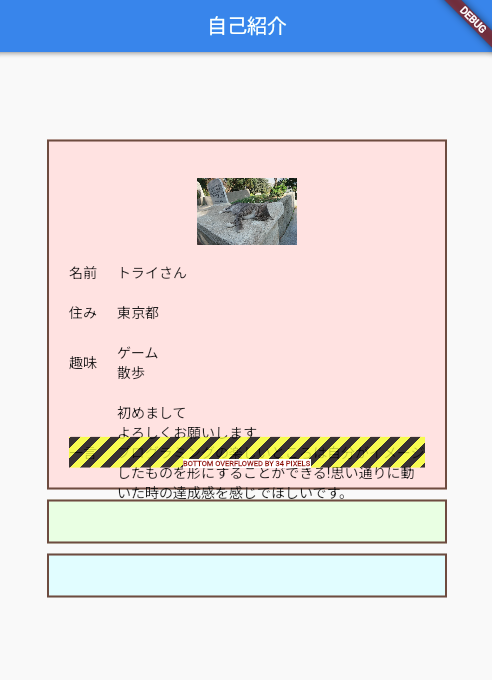 自己紹介
DEBUG
名前 トライさん
住み 東京都
趣味 ゲーム
散歩
初めまして
よろしくお願いします
BOTTOM OVERFLOWED BY 34 PIXELS
したものを形にすることができる!思い通りに動
いた時の達成感を感じてほしいです。